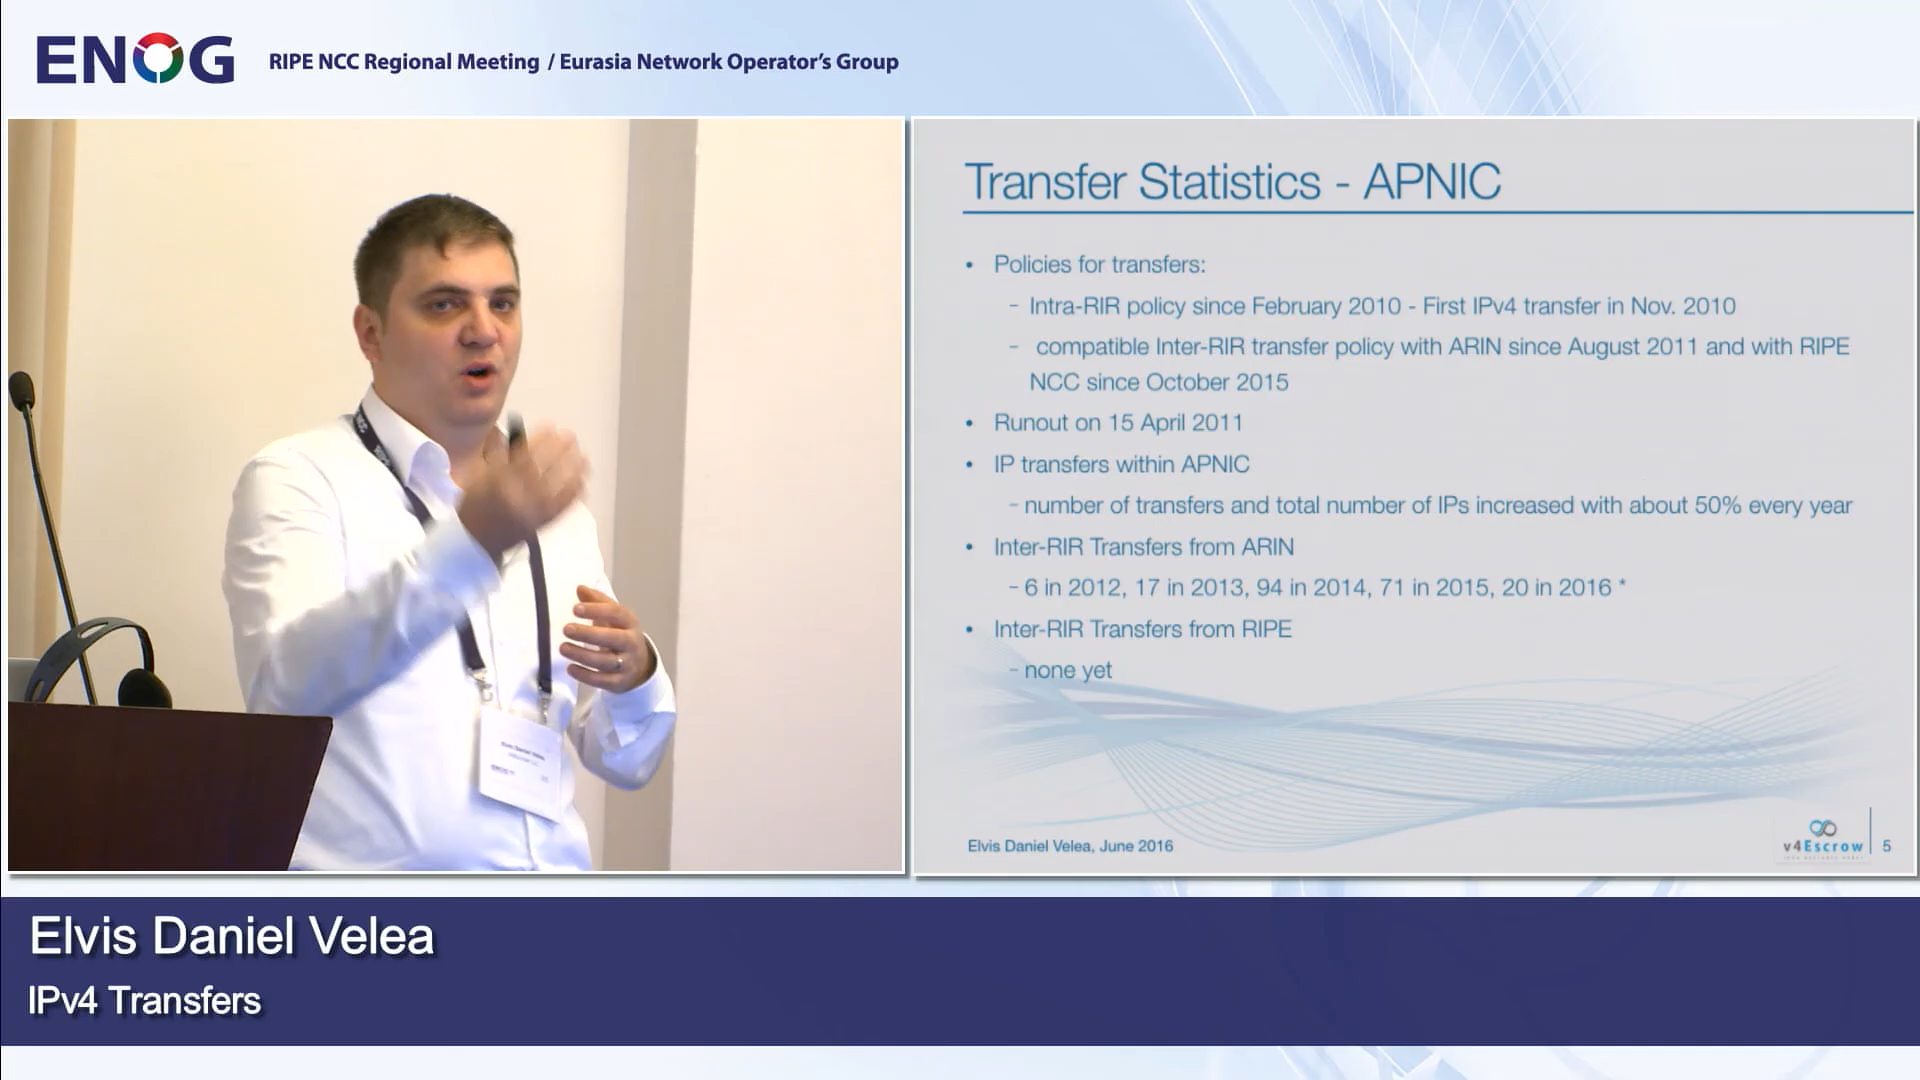 ENOG
RIPE NCC Regional Meeting / Eurasia Network Operator's Group
Transfer Statistics - APNIC
• Policies for transfers:
- Intra-RIR policy since February 2010 - First IPv4 transfer in Nov. 2010
- compatible Inter-RIR transfer policy with ARIN since August 2011 and with RIPE
NCC since October 2015
• Runout on 15 April 2011
• IP transfers within APNIC
- number of transfers and total number of IPs increased with about 50% every year
• Inter-RIR Transfers from ARIN
- 6 in 2012, 17 in 2013, 94 in 2014, 71 in 2015, 20 in 2016 *
• Inter-RIR Transfers from RIPE
- none yet
Elvis Daniel Velea, June 2016
v4Escrow
5
Elvis Daniel Velea
Elvis Daniel Velea
IPv4 Transfers